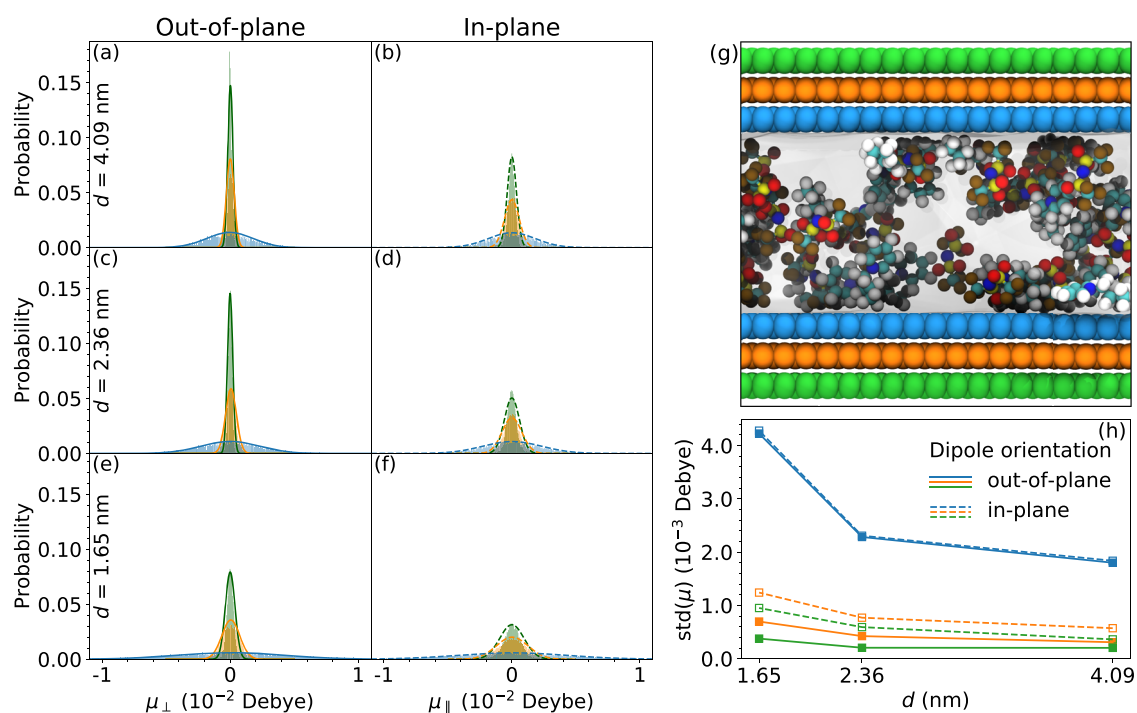 Out-of-plane
In-plane
(a)
(b)
(g)
Probability
d = 4.09 nm
0.15
0.10
0.05
0.00
(c)
(d)
Probability
d = 2.36 nm
0.15
0.10
0.05
0.00
(e)
(f)
Probability
d = 1.65 nm
0.15
0.10
0.05
0.00
-1 0 1
-1 0 1
μ⊥ (10⁻² Debye)
μ∥ (10⁻² Deybe)
(h)
Dipole orientation
out-of-plane
in-plane
std(μ) (10⁻³ Debye)
4.0
3.0
2.0
1.0
0.0
1.65 2.36 4.09
d (nm)